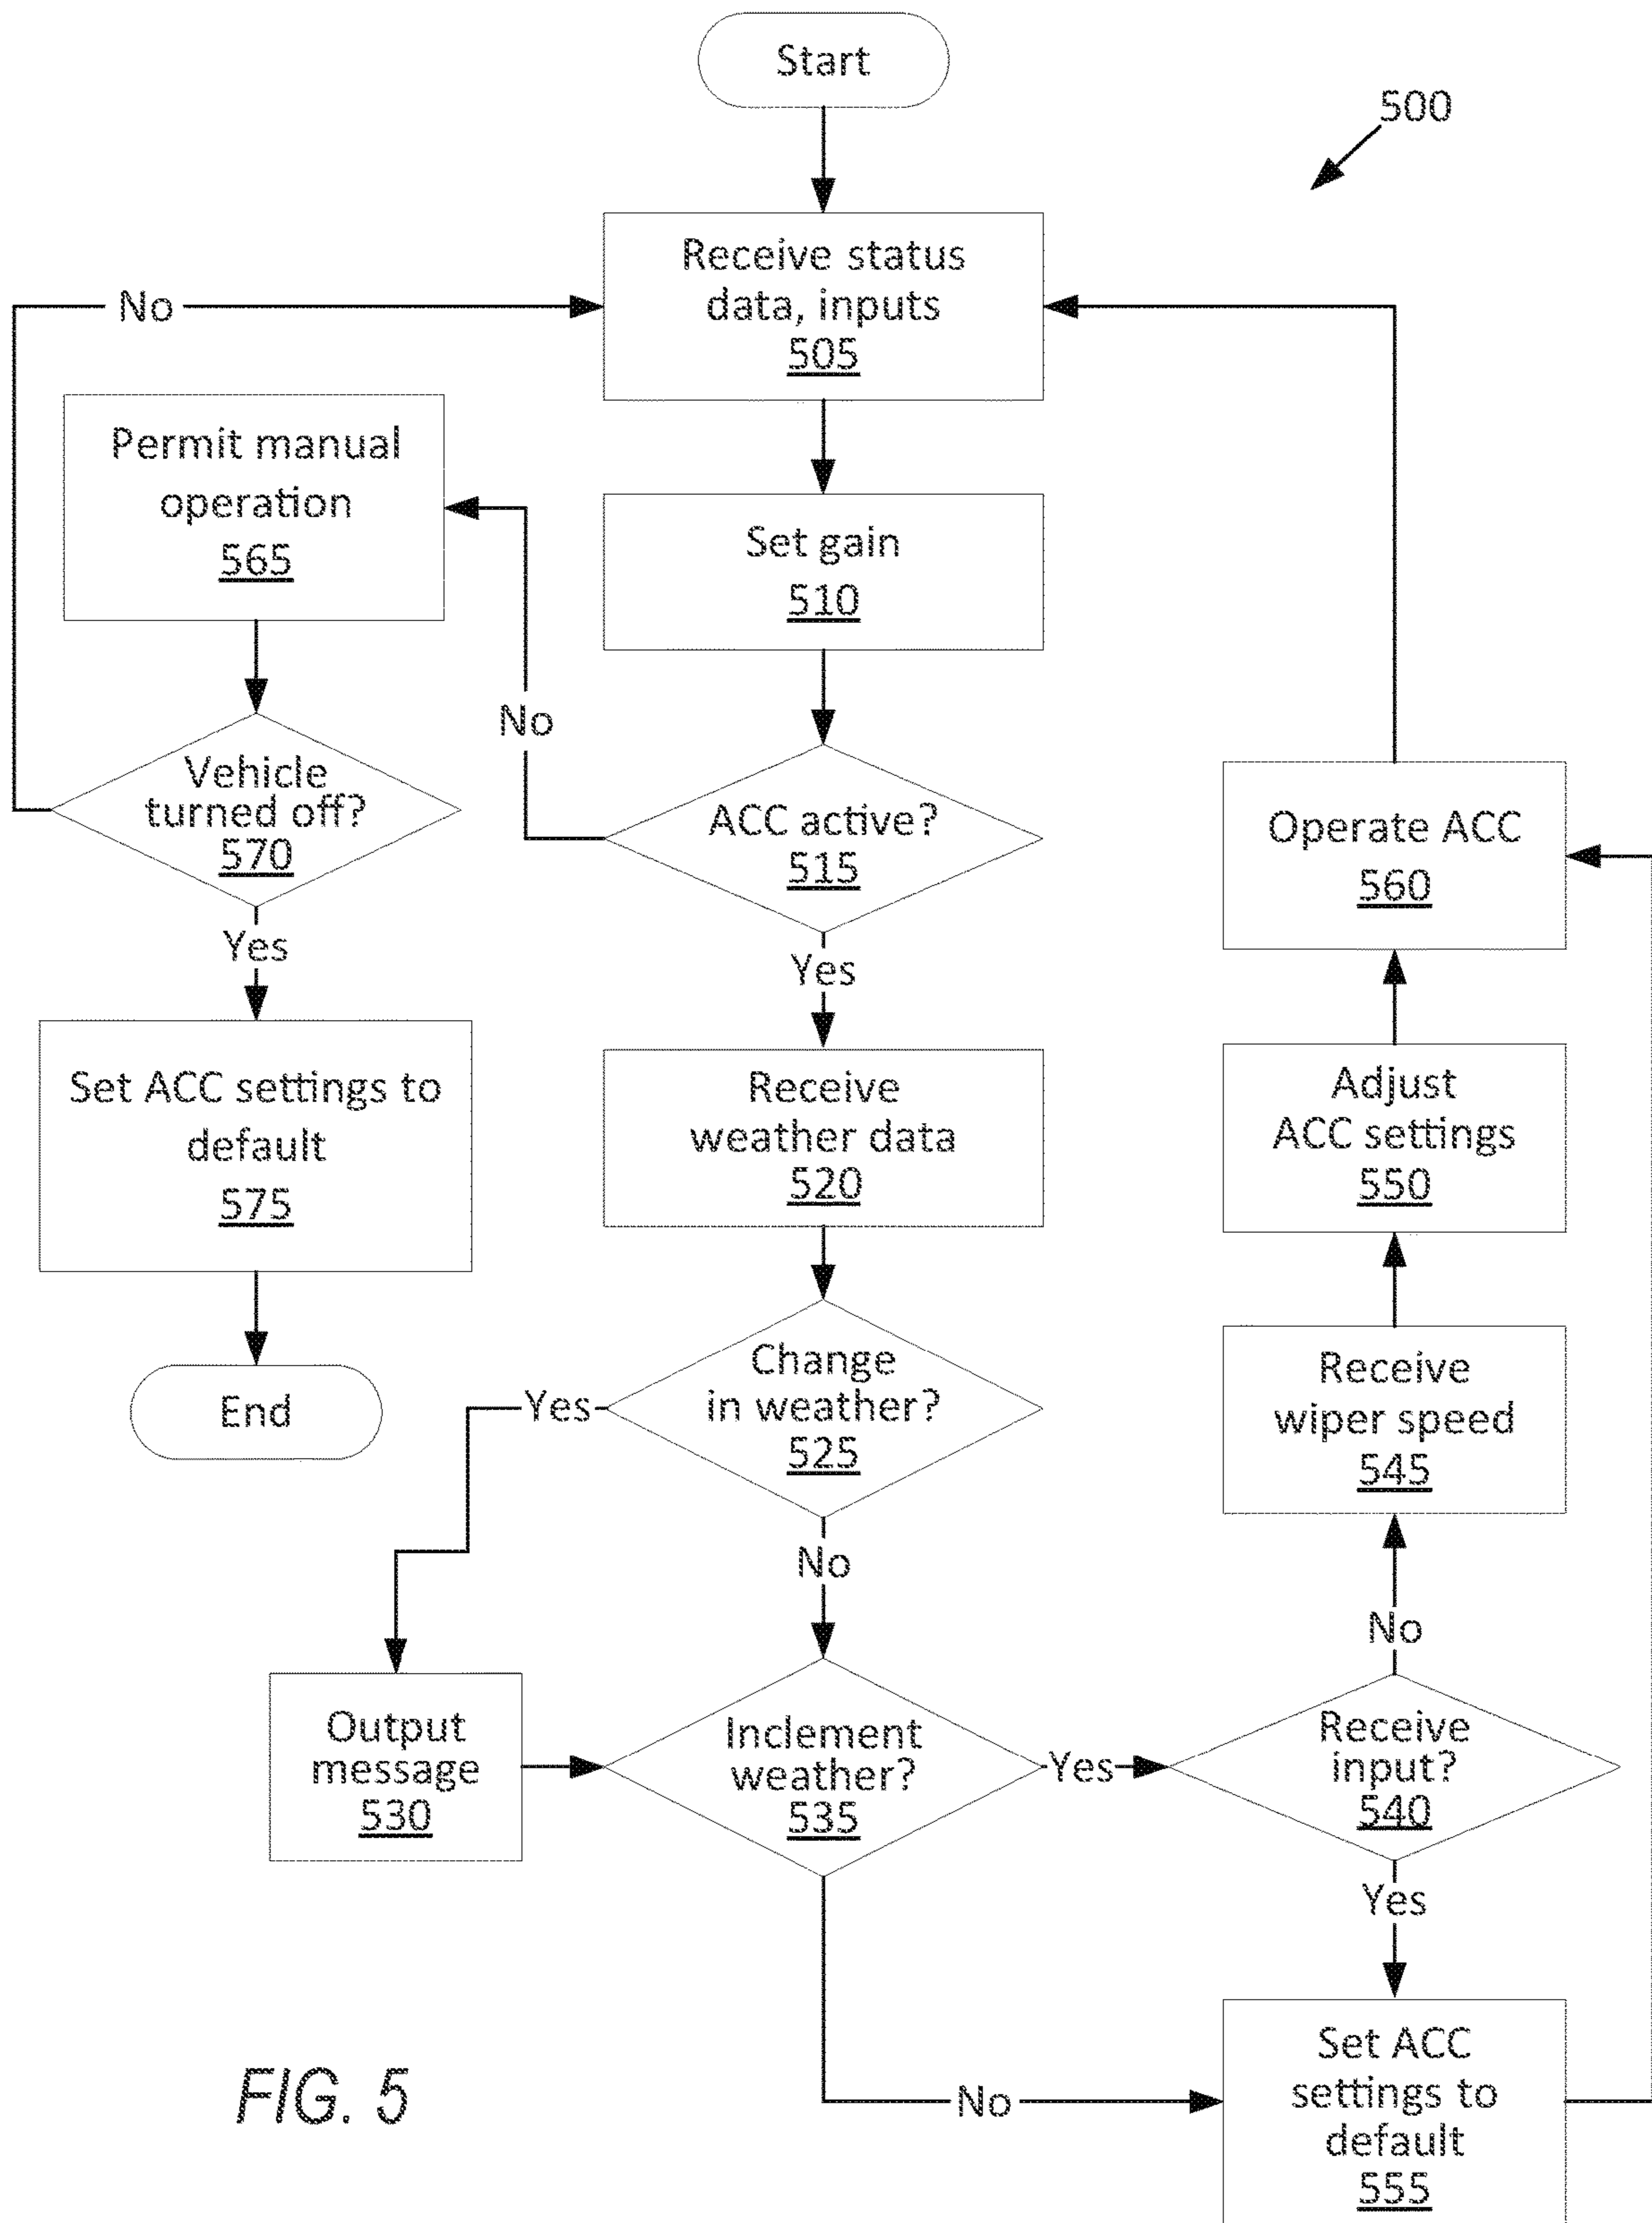 Start
500
Receive status
data, inputs
505
No
Permit manual
operation
565
Set gain
510
No
Vehicle
turned off?
570
ACC active?
515
Operate ACC
560
Yes
Yes
Set ACC settings to
default
575
Receive
weather data
520
Adjust
ACC settings
550
End
Change
in weather?
525
Yes
Receive
wiper speed
545
No
No
Output
message
530
Inclement
weather?
535
Yes
Receive
input?
540
Yes
No
Set ACC
settings to
default
555
FIG. 5